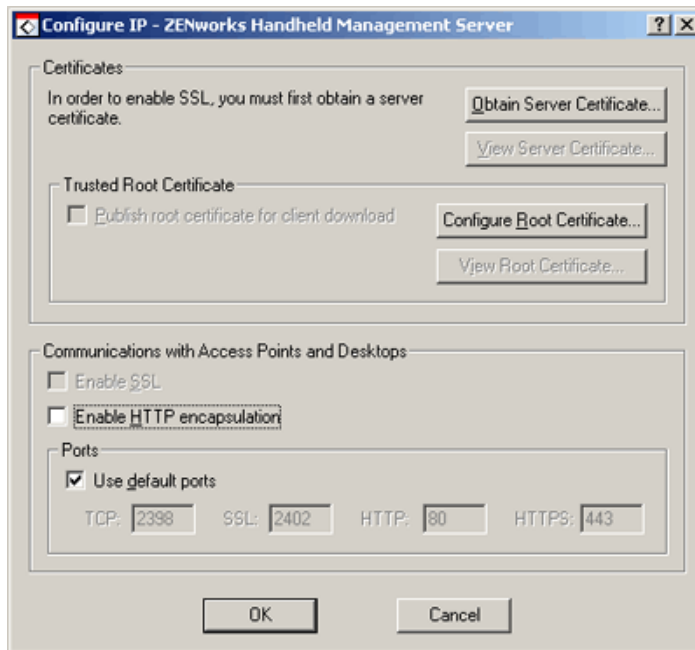 Configure IP - ZENworks Handheld Management Server
Certificates
In order to enable SSL, you must first obtain a server
certificate.
Obtain Server Certificate...
View Server Certificate...
Trusted Root Certificate
Publish root certificate for client download
Configure Root Certificate...
View Root Certificate...
Communications with Access Points and Desktops
Enable SSL
Enable HTTP encapsulation
Ports
Use default ports
TCP: 2398 SSL: 2402 HTTP: 80 HTTPS: 443
OK Cancel